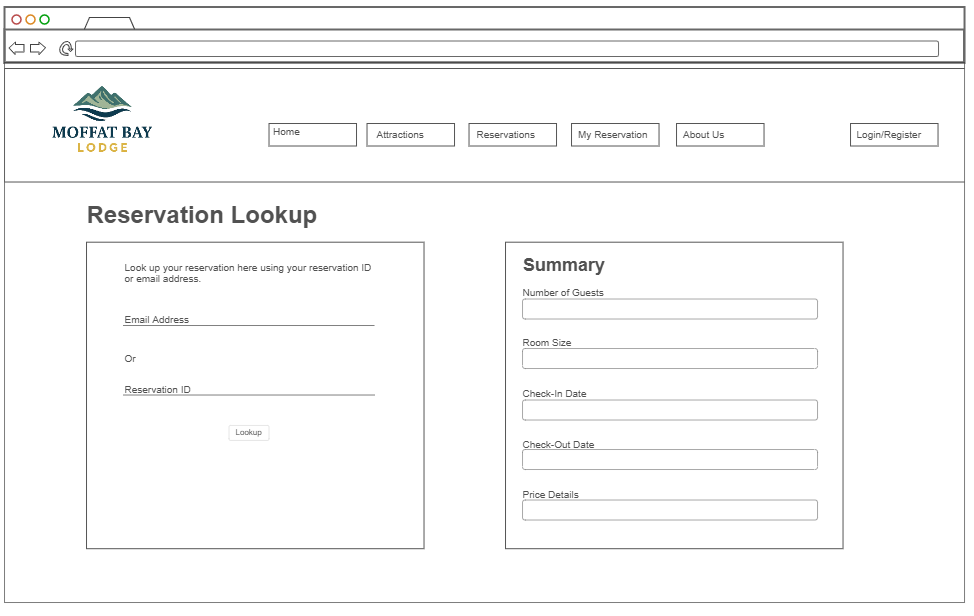 MOFFAT BAY
LODGE
Home
Attractions
Reservations
My Reservation
About Us
Login/Register
Reservation Lookup
Look up your reservation here using your reservation ID
or email address.
Email Address
Or
Reservation ID
Lookup
Summary
Number of Guests
Room Size
Check-In Date
Check-Out Date
Price Details